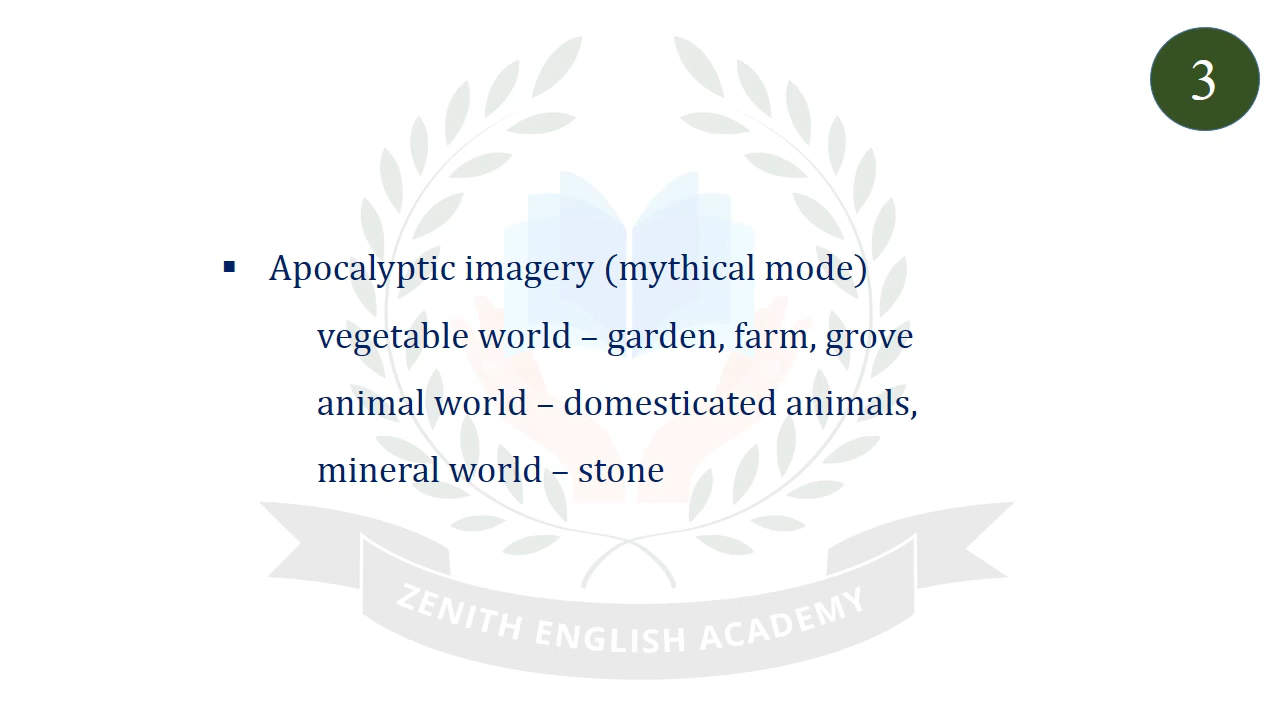 3
▪ Apocalyptic imagery (mythical mode)
vegetable world – garden, farm, grove
animal world – domesticated animals,
mineral world – stone
ZENITH ENGLISH ACADEMY